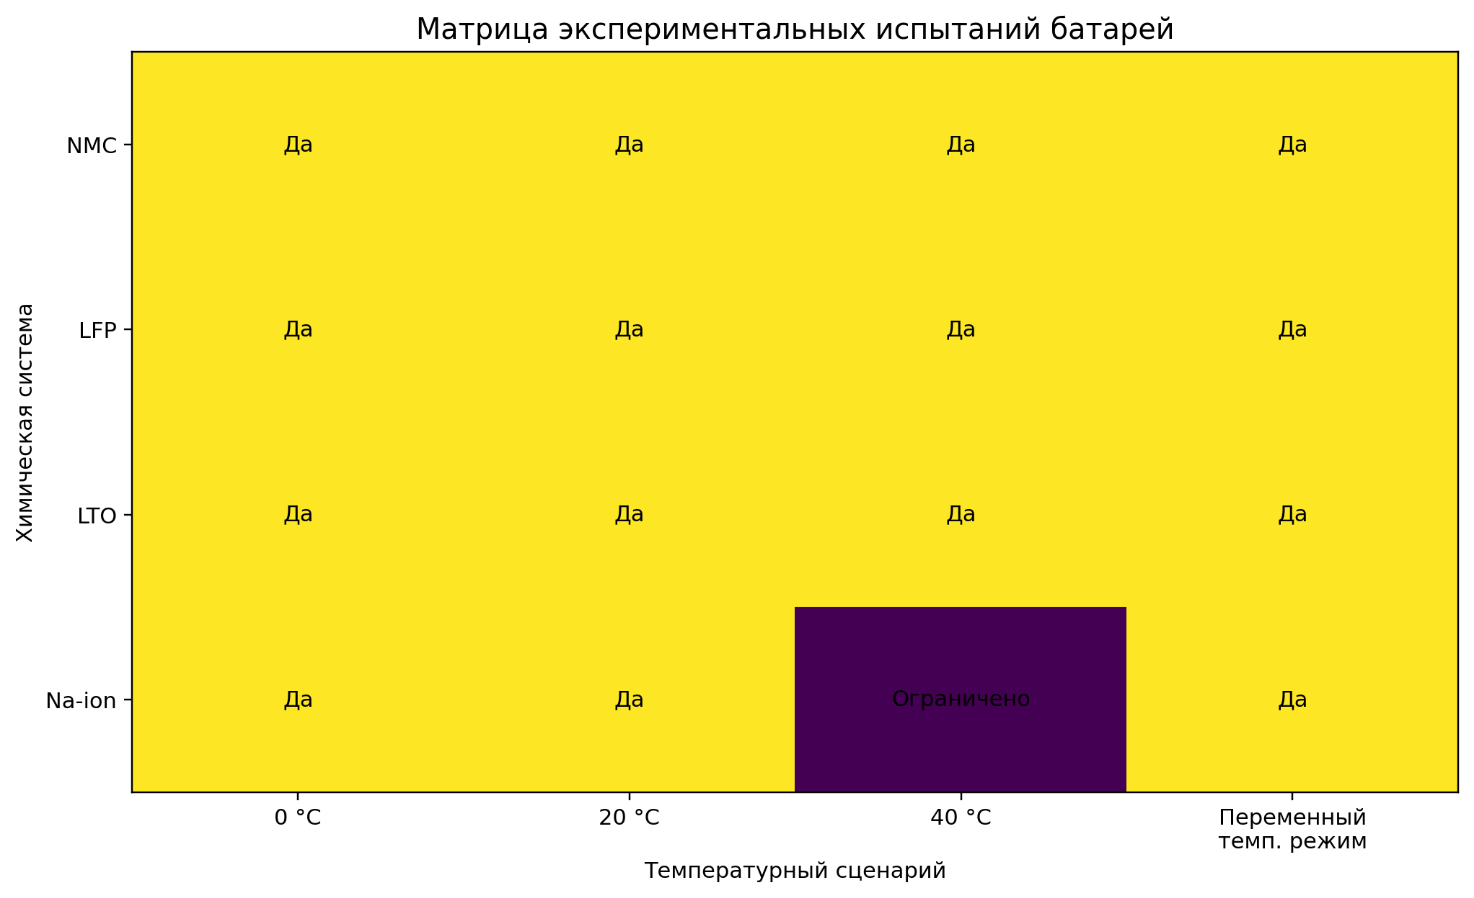 Матрица экспериментальных испытаний батарей
Химическая система
NMC Да Да Да Да
LFP Да Да Да Да
LTO Да Да Да Да
Na-ion Да Да Ограничено Да
0 °C 20 °C 40 °C Переменный
темп. режим
Температурный сценарий